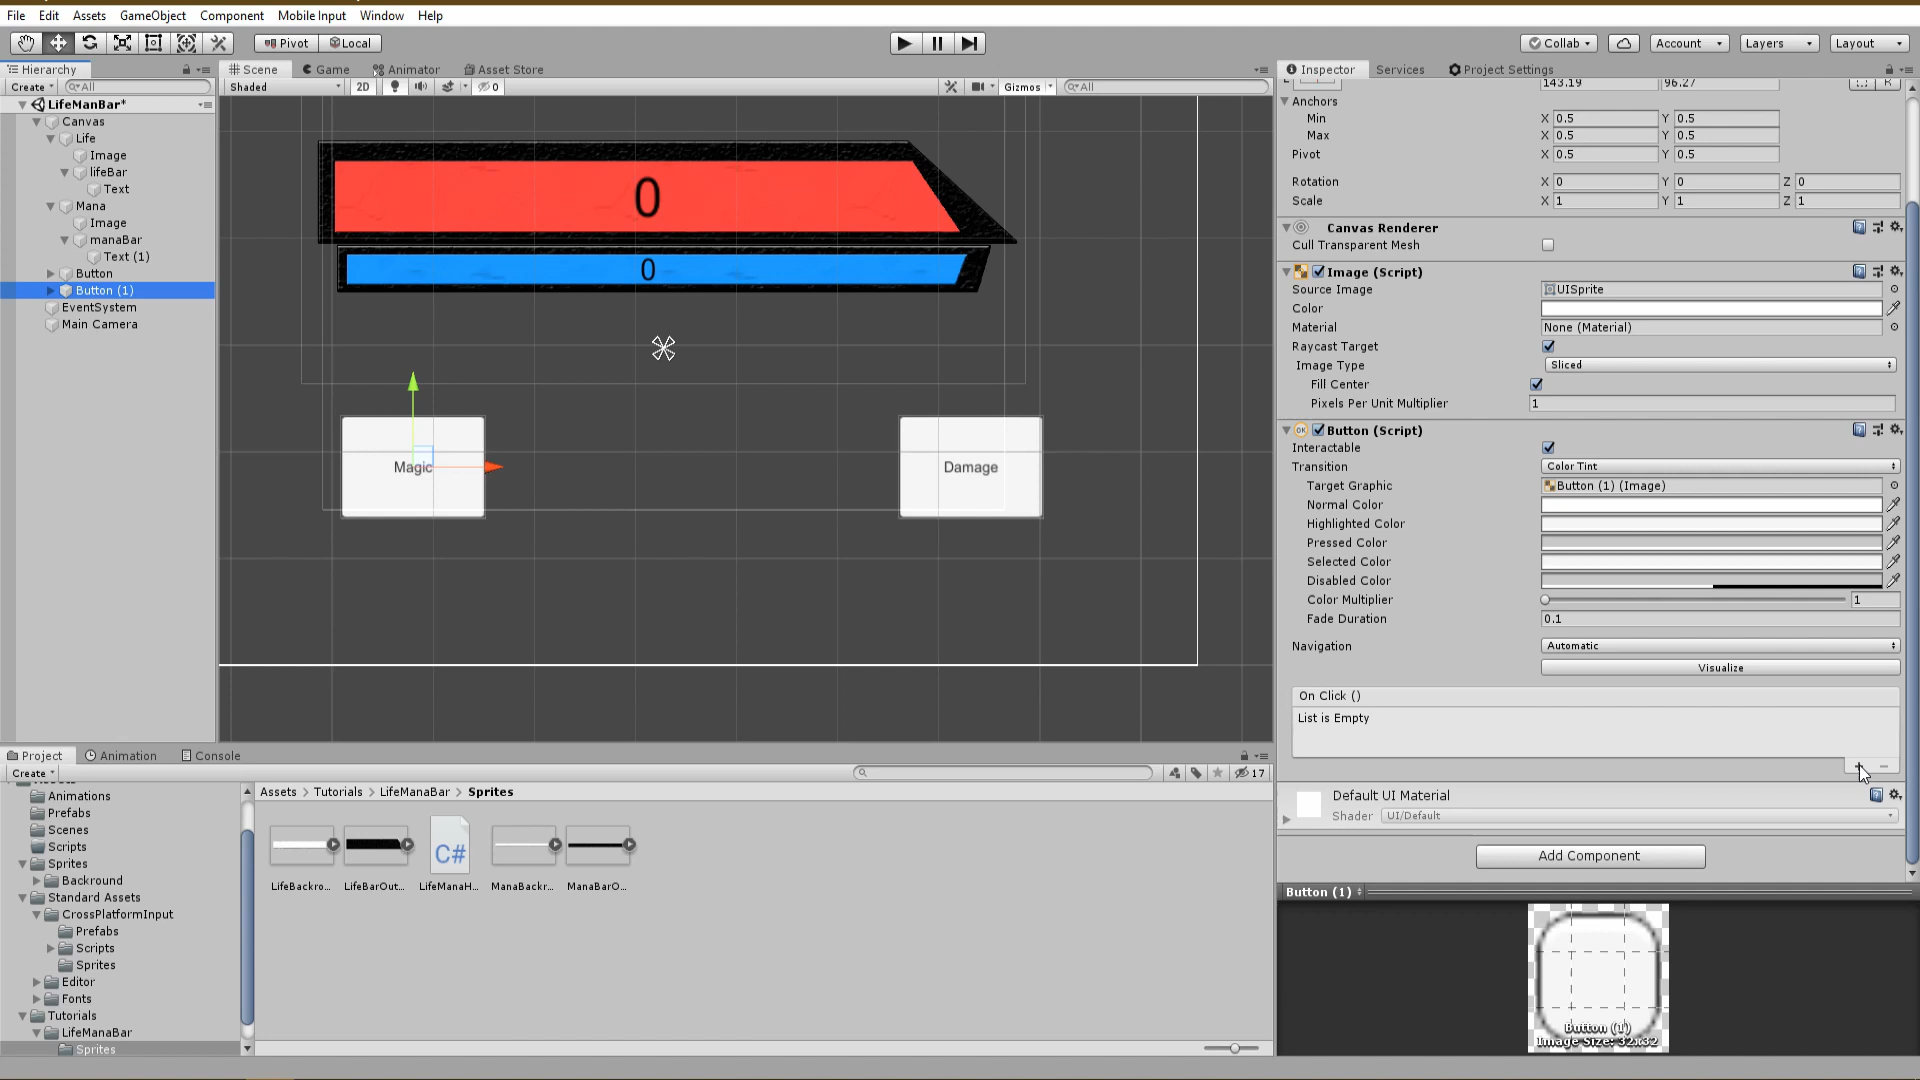 File Edit Assets GameObject Component Mobile Input Window Help
Pivot Local Collab Account Layers Layout
Hierarchy
Create All
LifeManBar*
Canvas
Life
Image
lifeBar
Text
Mana
Image
manaBar
Text (1)
Button
Button (1)
EventSystem
Main Camera
Scene Game Animator Asset Store
Shaded 2D 0 Gizmos All
0
0
Magic
Damage
Inspector Services Project Settings
143.19 96.27 R
Anchors
Min X 0.5 Y 0.5
Max X 0.5 Y 0.5
Pivot X 0.5 Y 0.5
Rotation X 0 Y 0 Z 0
Scale X 1 Y 1 Z 1
Canvas Renderer
Cull Transparent Mesh
Image (Script)
Source Image UISprite
Color
Material None (Material)
Raycast Target
Image Type Sliced
Fill Center
Pixels Per Unit Multiplier 1
OK Button (Script)
Interactable
Transition Color Tint
Target Graphic Button (1) (Image)
Normal Color
Highlighted Color
Pressed Color
Selected Color
Disabled Color
Color Multiplier 1
Fade Duration 0.1
Navigation Automatic
Visualize
On Click ()
List is Empty
Default UI Material
Shader UI/Default
Add Component
Button (1)
Button (1)
Image Size: 32x32
Project Animation Console
Create 17
Animations
Prefabs
Scenes
Scripts
Sprites
Backround
Standard Assets
CrossPlatformInput
Prefabs
Scripts
Sprites
Editor
Fonts
Tutorials
LifeManaBar
Sprites
Assets > Tutorials > LifeManaBar > Sprites
C#
LifeBackro... LifeBarOut... LifeManaH... ManaBackr... ManaBarO...